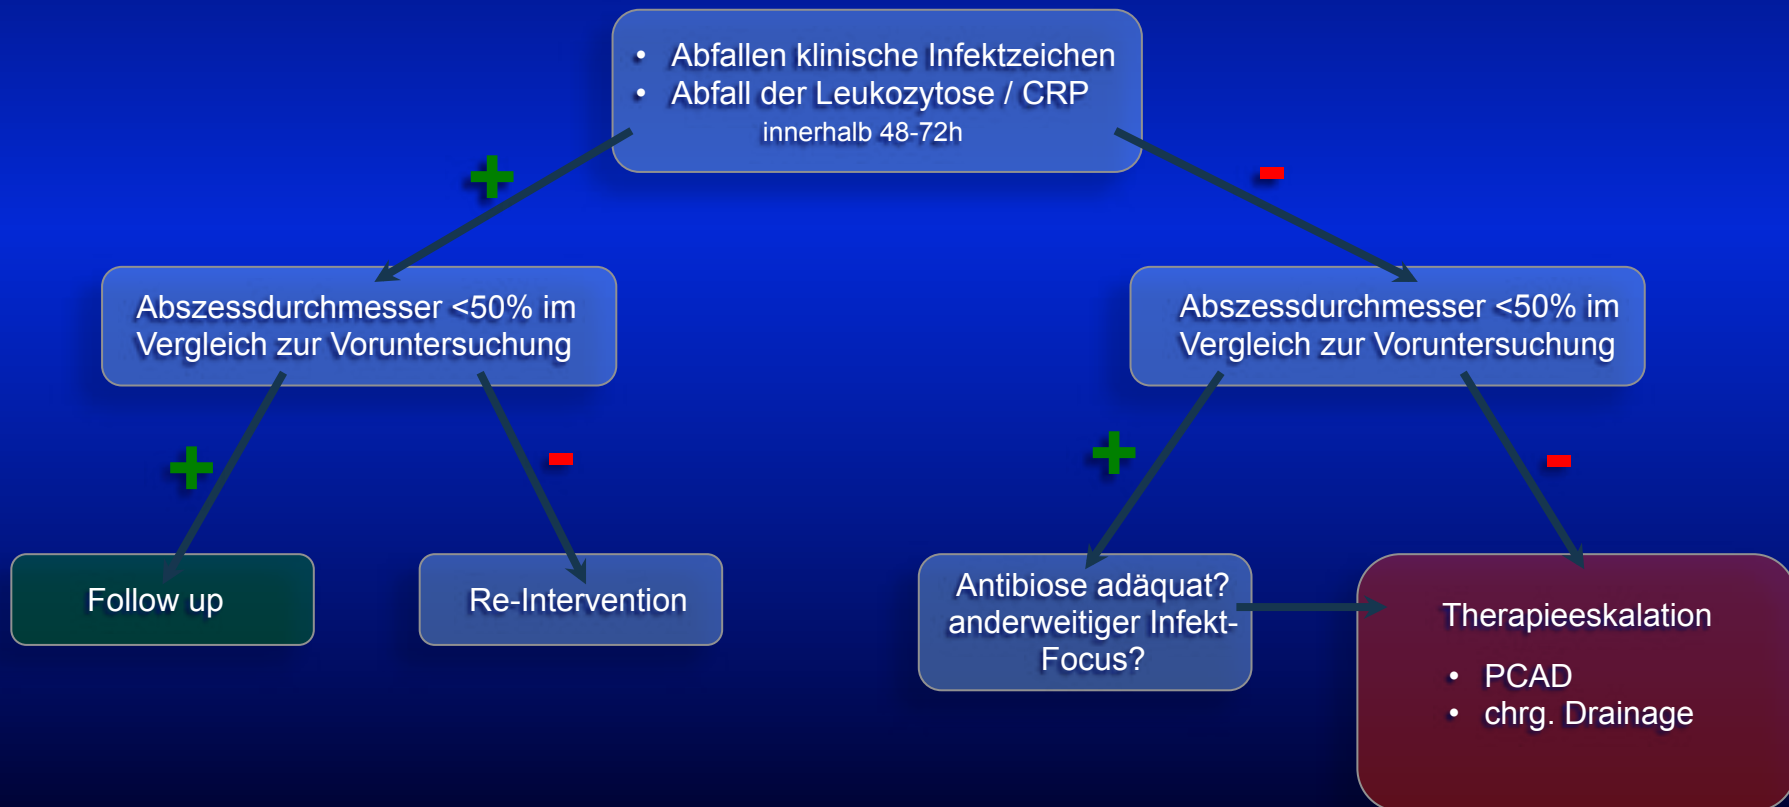 • Abfallen klinische Infektzeichen
• Abfall der Leukozytose / CRP
innerhalb 48-72h
+
-
Abszessdurchmesser <50% im
Vergleich zur Voruntersuchung
Abszessdurchmesser <50% im
Vergleich zur Voruntersuchung
+
-
+
-
Follow up
Re-Intervention
Antibiose adäquat?
anderweitiger Infekt-
Focus?
Therapieeskalation
• PCAD
• chrg. Drainage